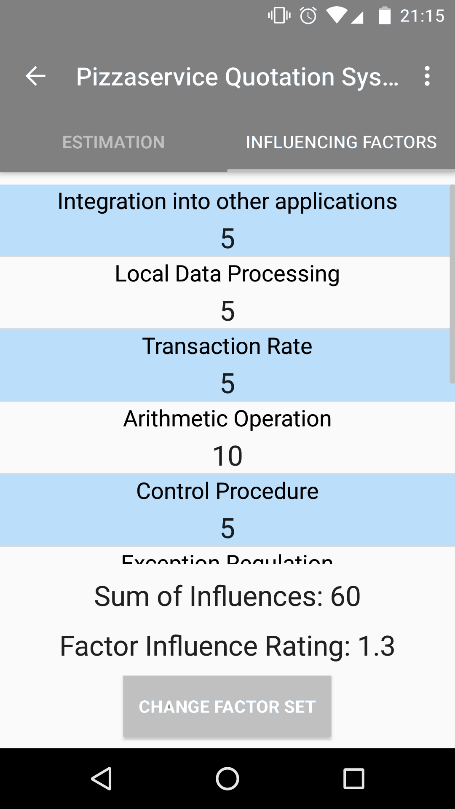 21:15
Pizzaservice Quotation Sys...
ESTIMATION
INFLUENCING FACTORS
Integration into other applications
5
Local Data Processing
5
Transaction Rate
5
Arithmetic Operation
10
Control Procedure
5
Exception Regulation
Sum of Influences: 60
Factor Influence Rating: 1.3
CHANGE FACTOR SET